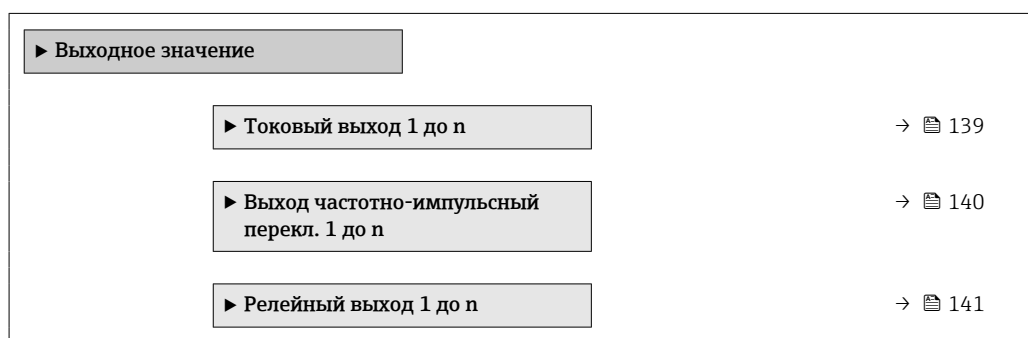 ► Выходное значение
► Токовый выход 1 до n → 139
► Выход частотно-импульсный
перекл. 1 до n → 140
► Релейный выход 1 до n → 141